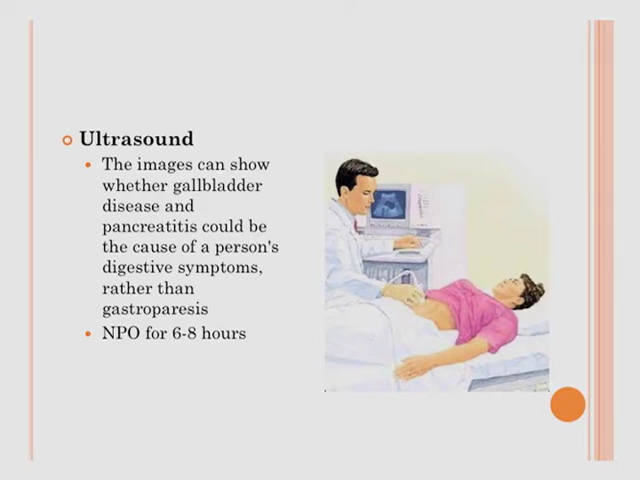 Ultrasound
The images can show
whether gallbladder
disease and
pancreatitis could be
the cause of a person's
digestive symptoms,
rather than
gastroparesis
NPO for 6-8 hours